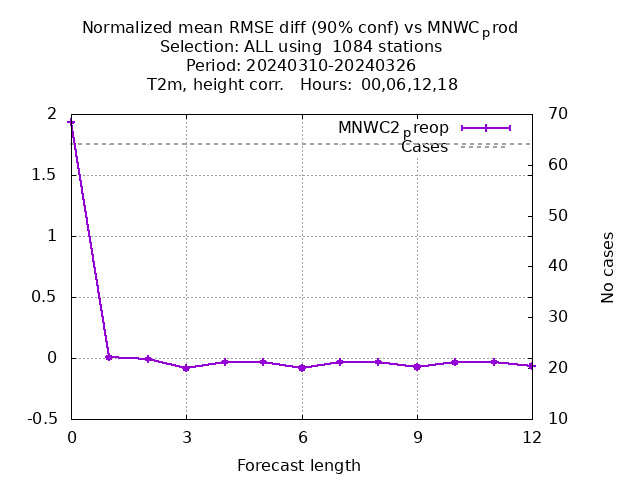 Normalized mean RMSE diff (90% conf) vs MNWC_prod
Selection: ALL using  1084 stations
Period: 20240310-20240326
T2m, height corr.   Hours:  00,06,12,18
MNWC2_preop
Cases
2
1.5
1
0.5
0
-0.5
70
60
50
40
30
20
10
No cases
0 3 6 9 12
Forecast length